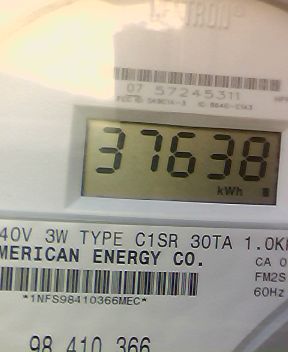 07 57245311
37638
kWh
40V 3W TYPE C1SR 30TA 1.0K
MERICAN ENERGY CO.
CA 0
FM2S
60Hz
*1NFS98410366MEC*
98 410 366